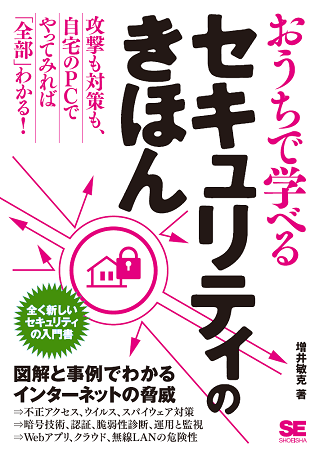 おうちで学べる
セキュリティの
きほん
攻撃も対策も、
自宅のPCで
やってみれば
「全部」わかる!
全く新しい
セキュリティ
の入門書
増井敏克 著
図解と事例でわかる
インターネットの脅威
⇒不正アクセス、ウイルス、スパイウェア対策
⇒暗号技術、認証、脆弱性診断、運用と監視
⇒Webアプリ、クラウド、無線LANの危険性
SE
SHOEISHA